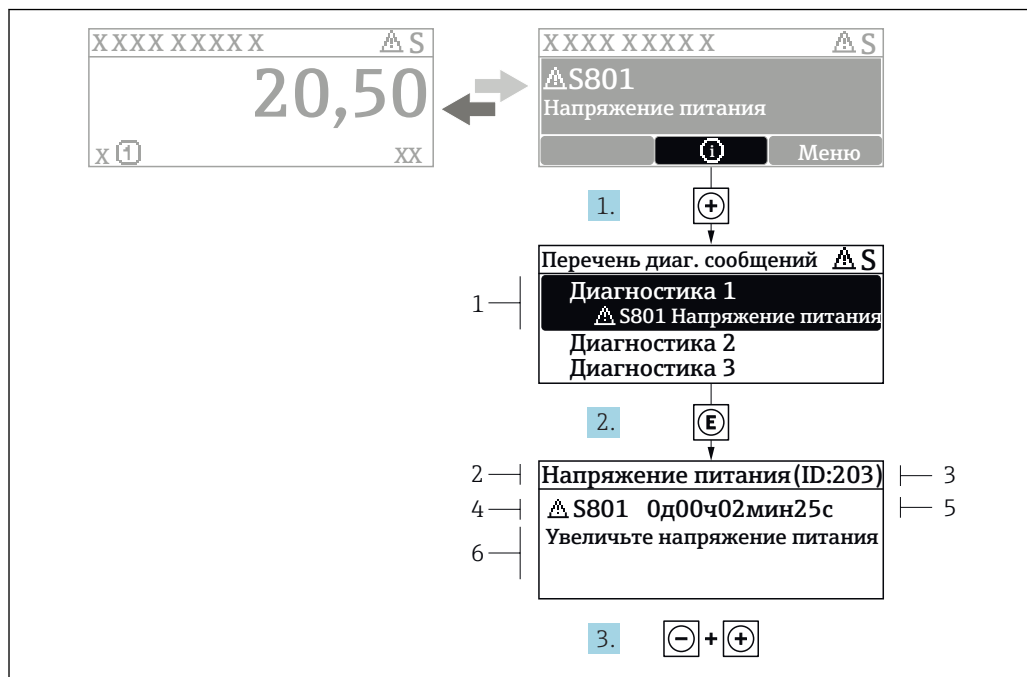 XXXX XXXXX ⚠ S
20,50
x ① XX
XXXX XXXXX ⚠ S
⚠S801
Напряжение питания
ⓘ Меню
1. +
Перечень диаг. сообщений ⚠ S
1
Диагностика 1
⚠ S801 Напряжение питания
Диагностика 2
Диагностика 3
2. E
2 Напряжение питания (ID:203) 3
4 ⚠ S801 0д00ч02мин25с 5
6 Увеличьте напряжение питания
3. − + +